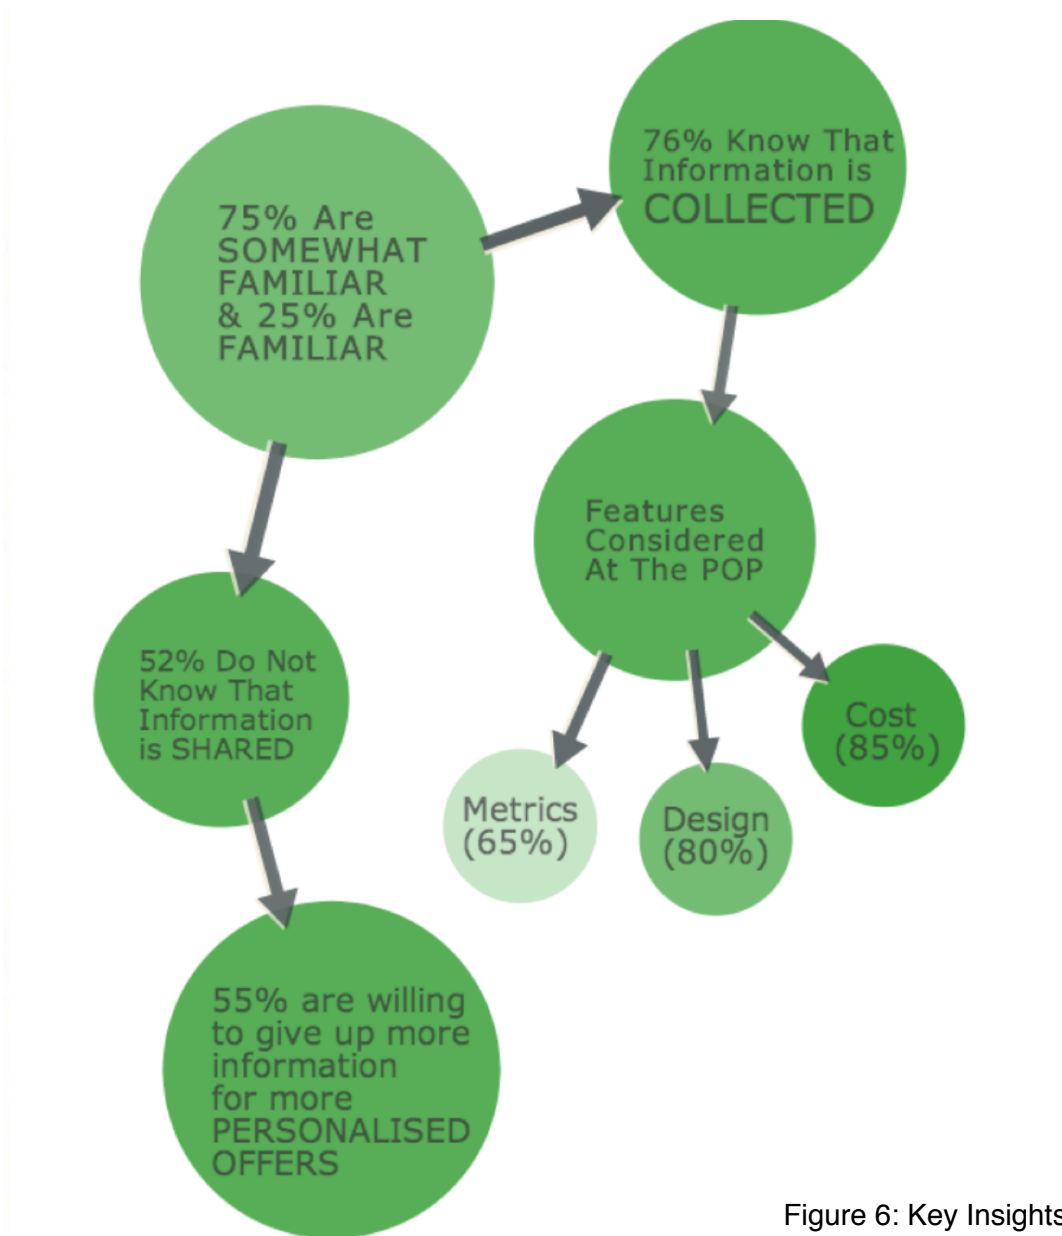 75% Are
SOMEWHAT
FAMILIAR
& 25% Are
FAMILIAR
76% Know That
Information is
COLLECTED
Features
Considered
At The POP
52% Do Not
Know That
Information
is SHARED
Cost
(85%)
Metrics
(65%)
Design
(80%)
55% are willing
to give up more
information
for more
PERSONALISED
OFFERS
Figure 6: Key Insights